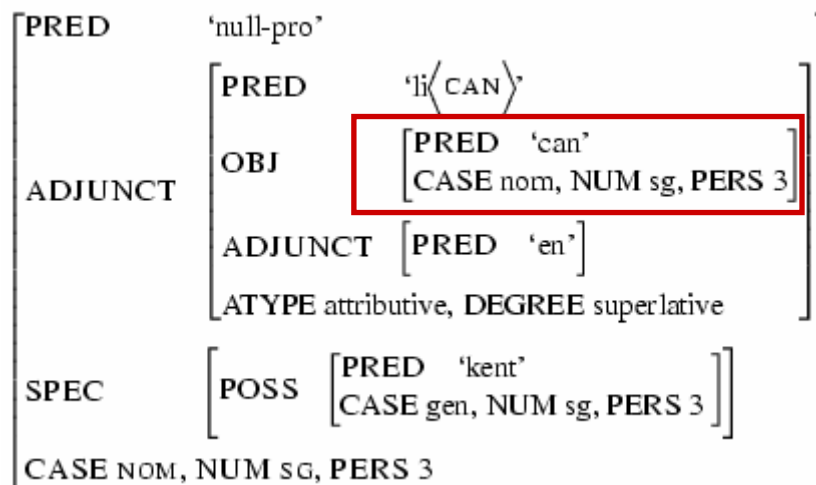 PRED ‘null-pro’
PRED ‘li⟨CAN⟩’
OBJ
PRED ‘can’
CASE nom, NUM sg, PERS 3
ADJUNCT
ADJUNCT [PRED ‘en’]
ATYPE attributive, DEGREE superlative
SPEC
POSS
PRED ‘kent’
CASE gen, NUM sg, PERS 3
CASE NOM, NUM SG, PERS 3